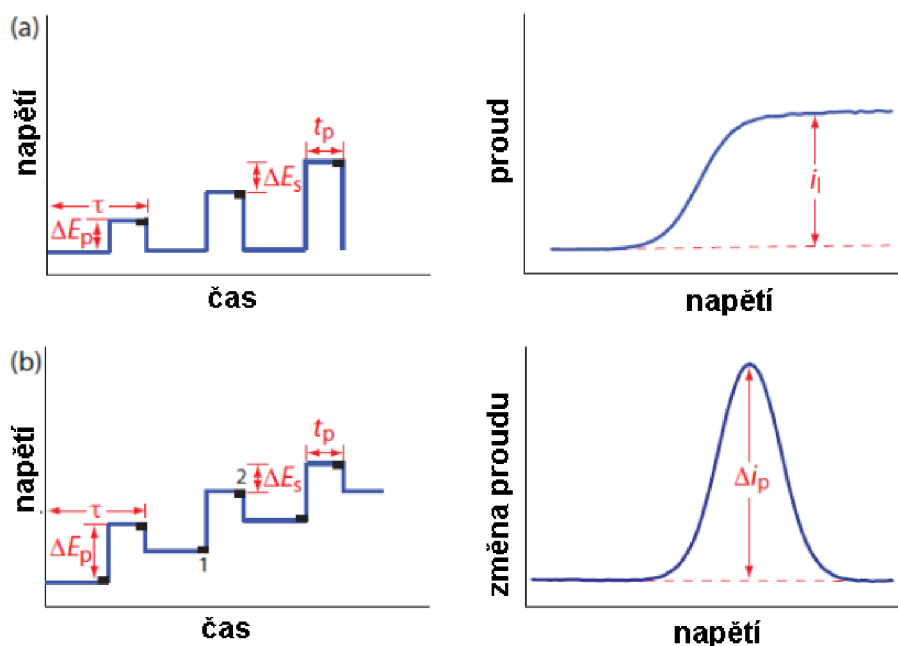 (a)
napětí
τ
ΔEp
ΔEs
tp
čas
proud
il
napětí
(b)
napětí
τ
ΔEp
1
2
ΔEs
tp
čas
změna proudu
Δip
napětí